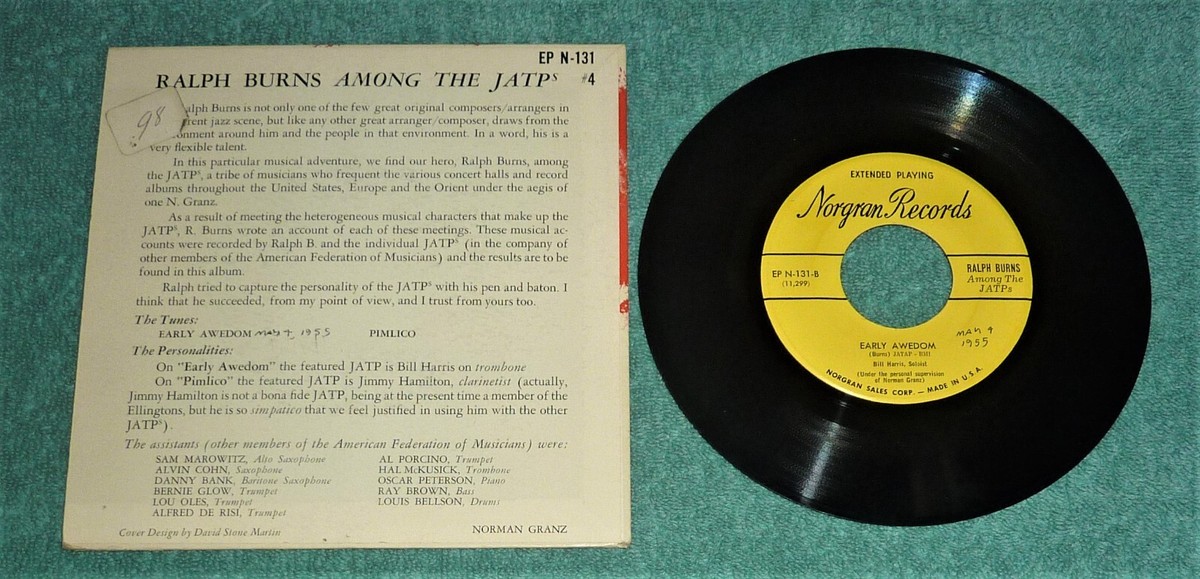 EP N-131
RALPH BURNS AMONG THE JATPs #4
.98
alph Burns is not only one of the few great original composers/arrangers in
rent jazz scene, but like any other great arranger/composer, draws from the
onment around him and the people in that environment. In a word, his is a
very flexible talent.
In this particular musical adventure, we find our hero, Ralph Burns, among
the JATPs, a tribe of musicians who frequent the various concert halls and record
albums throughout the United States, Europe and the Orient under the aegis of
one N. Granz.
As a result of meeting the heterogeneous musical characters that make up the
JATPs, R. Burns wrote an account of each of these meetings. These musical ac-
counts were recorded by Ralph B. and the individual JATPs (in the company of
other members of the American Federation of Musicians) and the results are to be
found in this album.
Ralph tried to capture the personality of the JATPs with his pen and baton. I
think that he succeeded, from my point of view, and I trust from yours too.
The Tunes:
EARLY AWEDOM May 4, 1955 PIMLICO
The Personalities:
On "Early Awedom" the featured JATP is Bill Harris on trombone
On "Pimlico" the featured JATP is Jimmy Hamilton, clarinetist (actually,
Jimmy Hamilton is not a bona fide JATP, being at the present time a member of the
Ellingtons, but he is so simpatico that we feel justified in using him with the other
JATPs).
The assistants (other members of the American Federation of Musicians) were:
SAM MAROWITZ, Alto Saxophone
ALVIN COHN, Saxophone
DANNY BANK, Baritone Saxophone
BERNIE GLOW, Trumpet
LOU OLES, Trumpet
ALFRED DE RISI, Trumpet
AL PORCINO, Trumpet
HAL McKUSICK, Trombone
OSCAR PETERSON, Piano
RAY BROWN, Bass
LOUIS BELLSON, Drums
Cover Design by David Stone Martin
NORMAN GRANZ
EXTENDED PLAYING
Norgran Records
EP N-131-B
(11,299)
RALPH BURNS
Among The
JATPs
MAY 4
1955
EARLY AWEDOM
(Burns) JATAP - BILL
Bill Harris, Soloist
(Under the personal supervision
of Norman Granz)
NORGRAN SALES CORP. — MADE IN U.S.A.